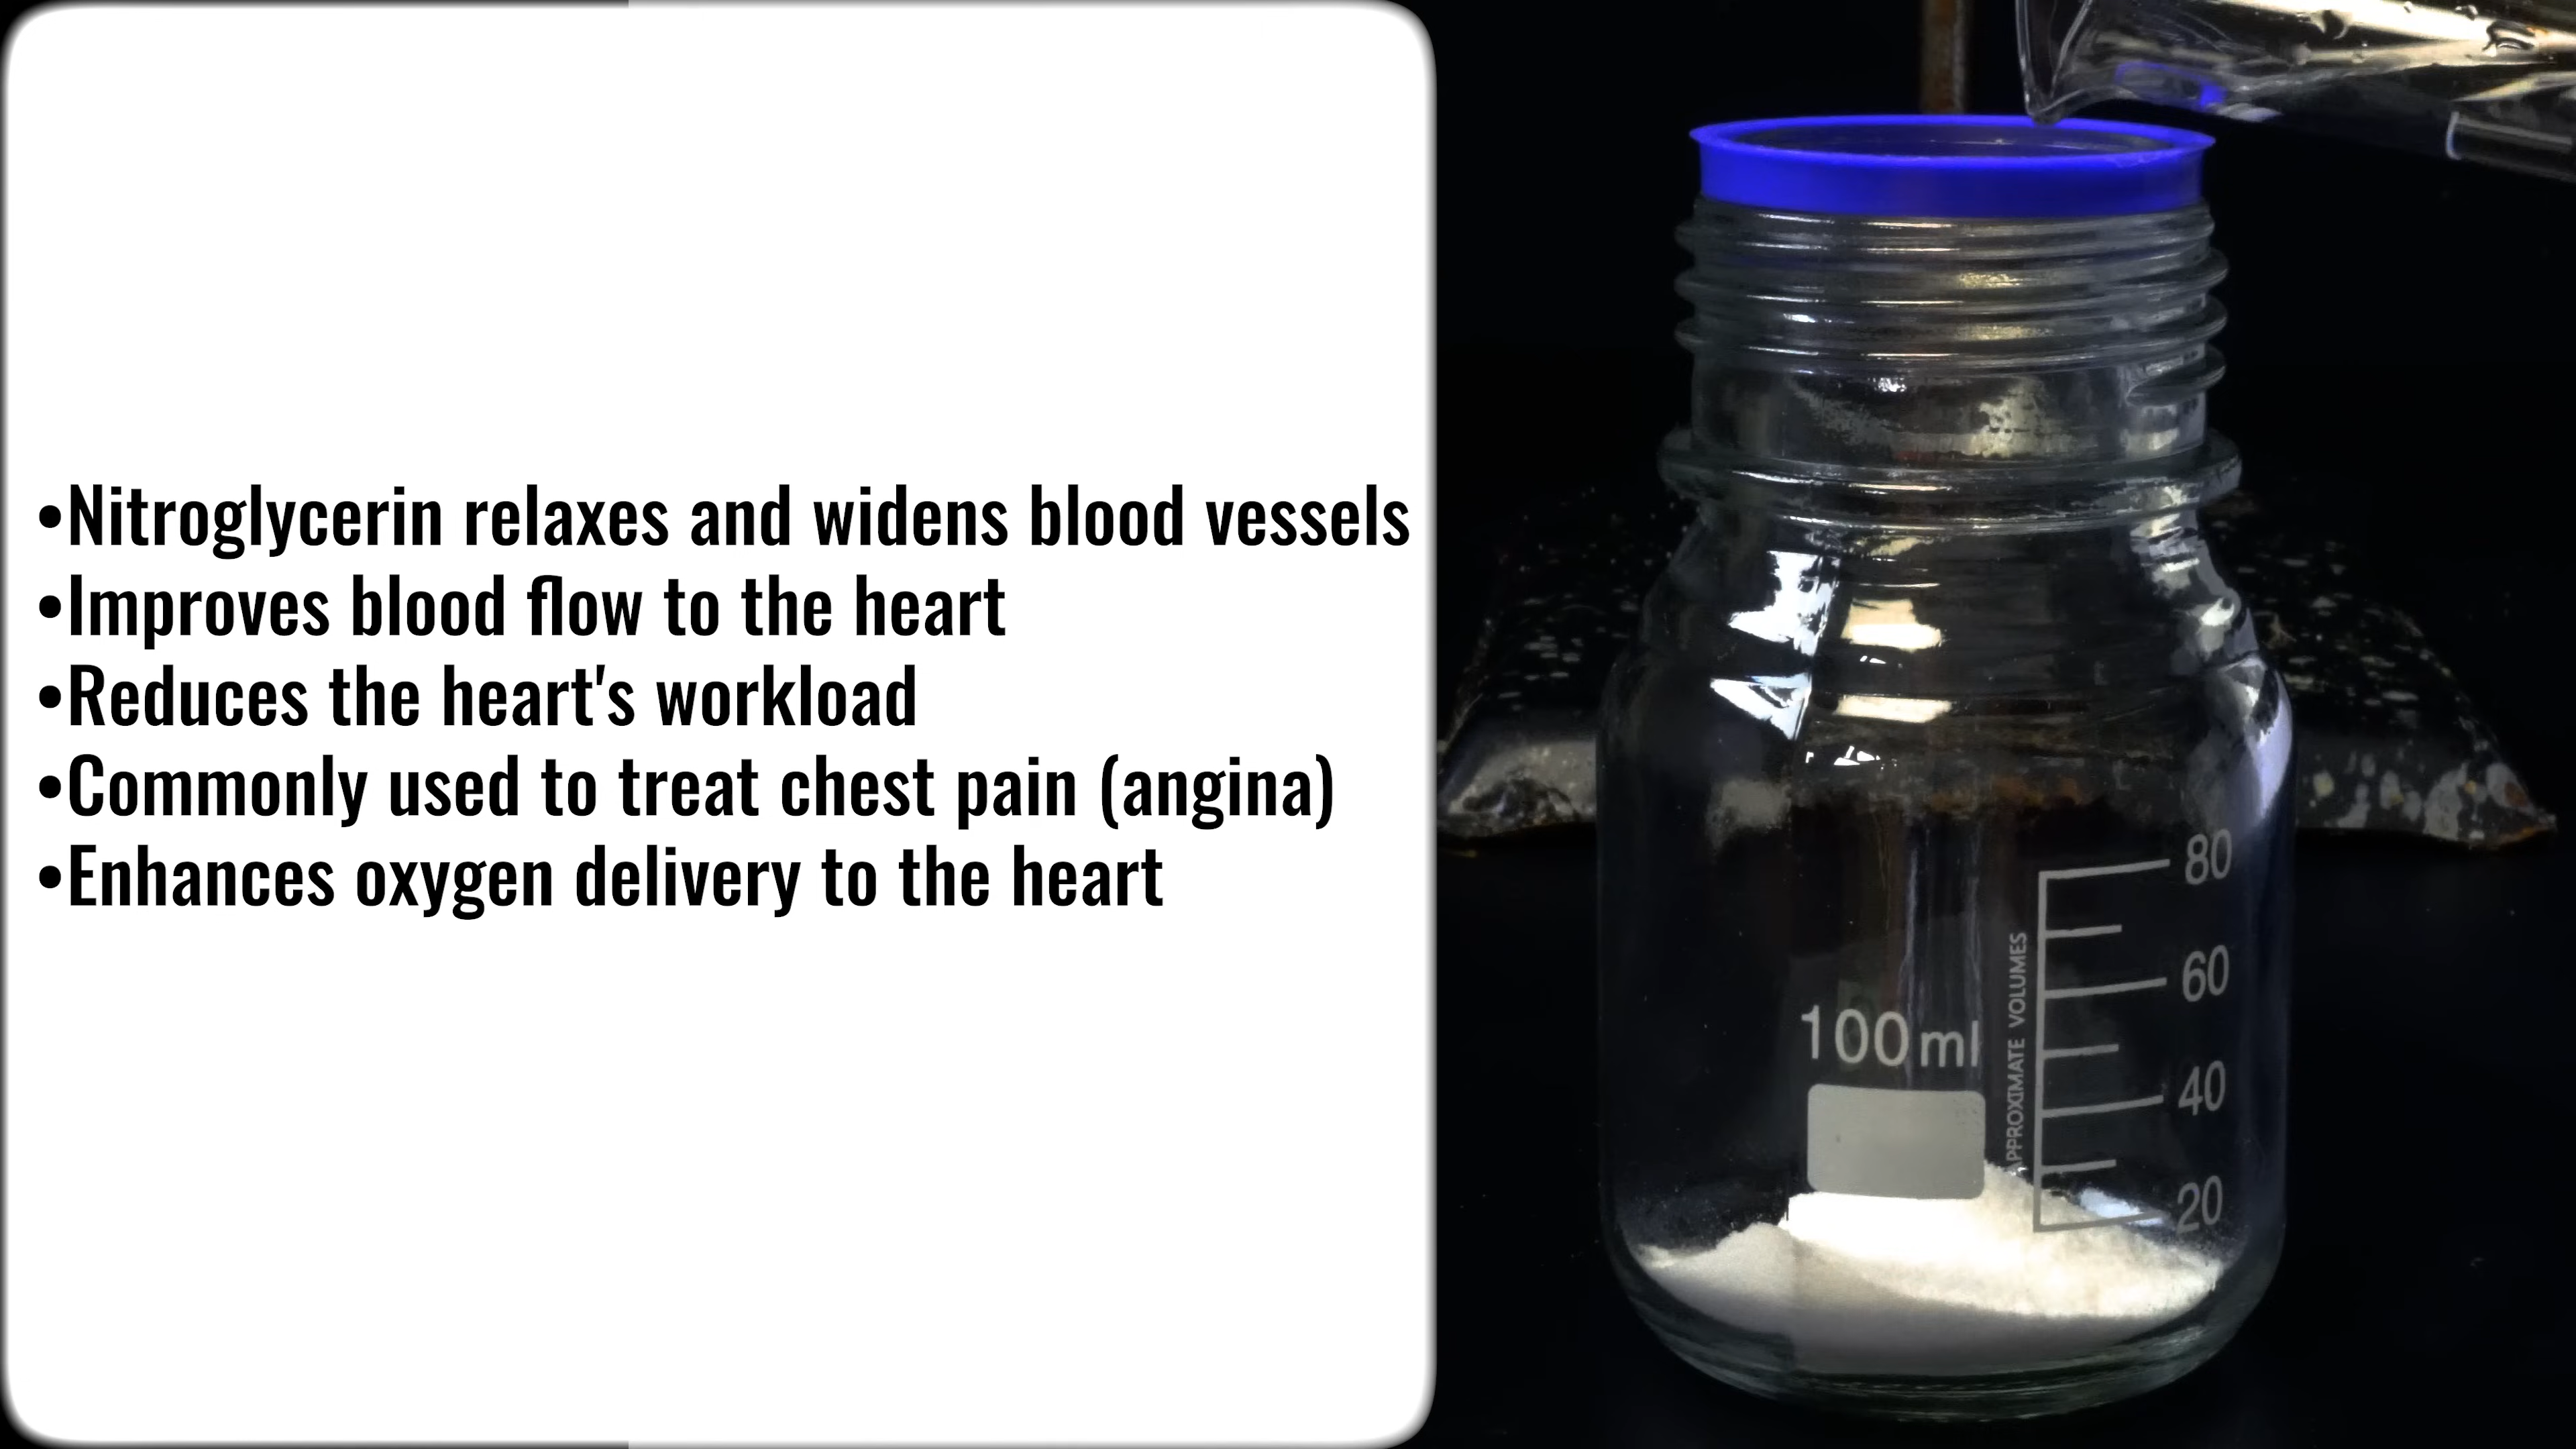 •Nitroglycerin relaxes and widens blood vessels
•Improves blood flow to the heart
•Reduces the heart's workload
•Commonly used to treat chest pain (angina)
•Enhances oxygen delivery to the heart
100ml
APPROXIMATE VOLUMES
80
60
40
20